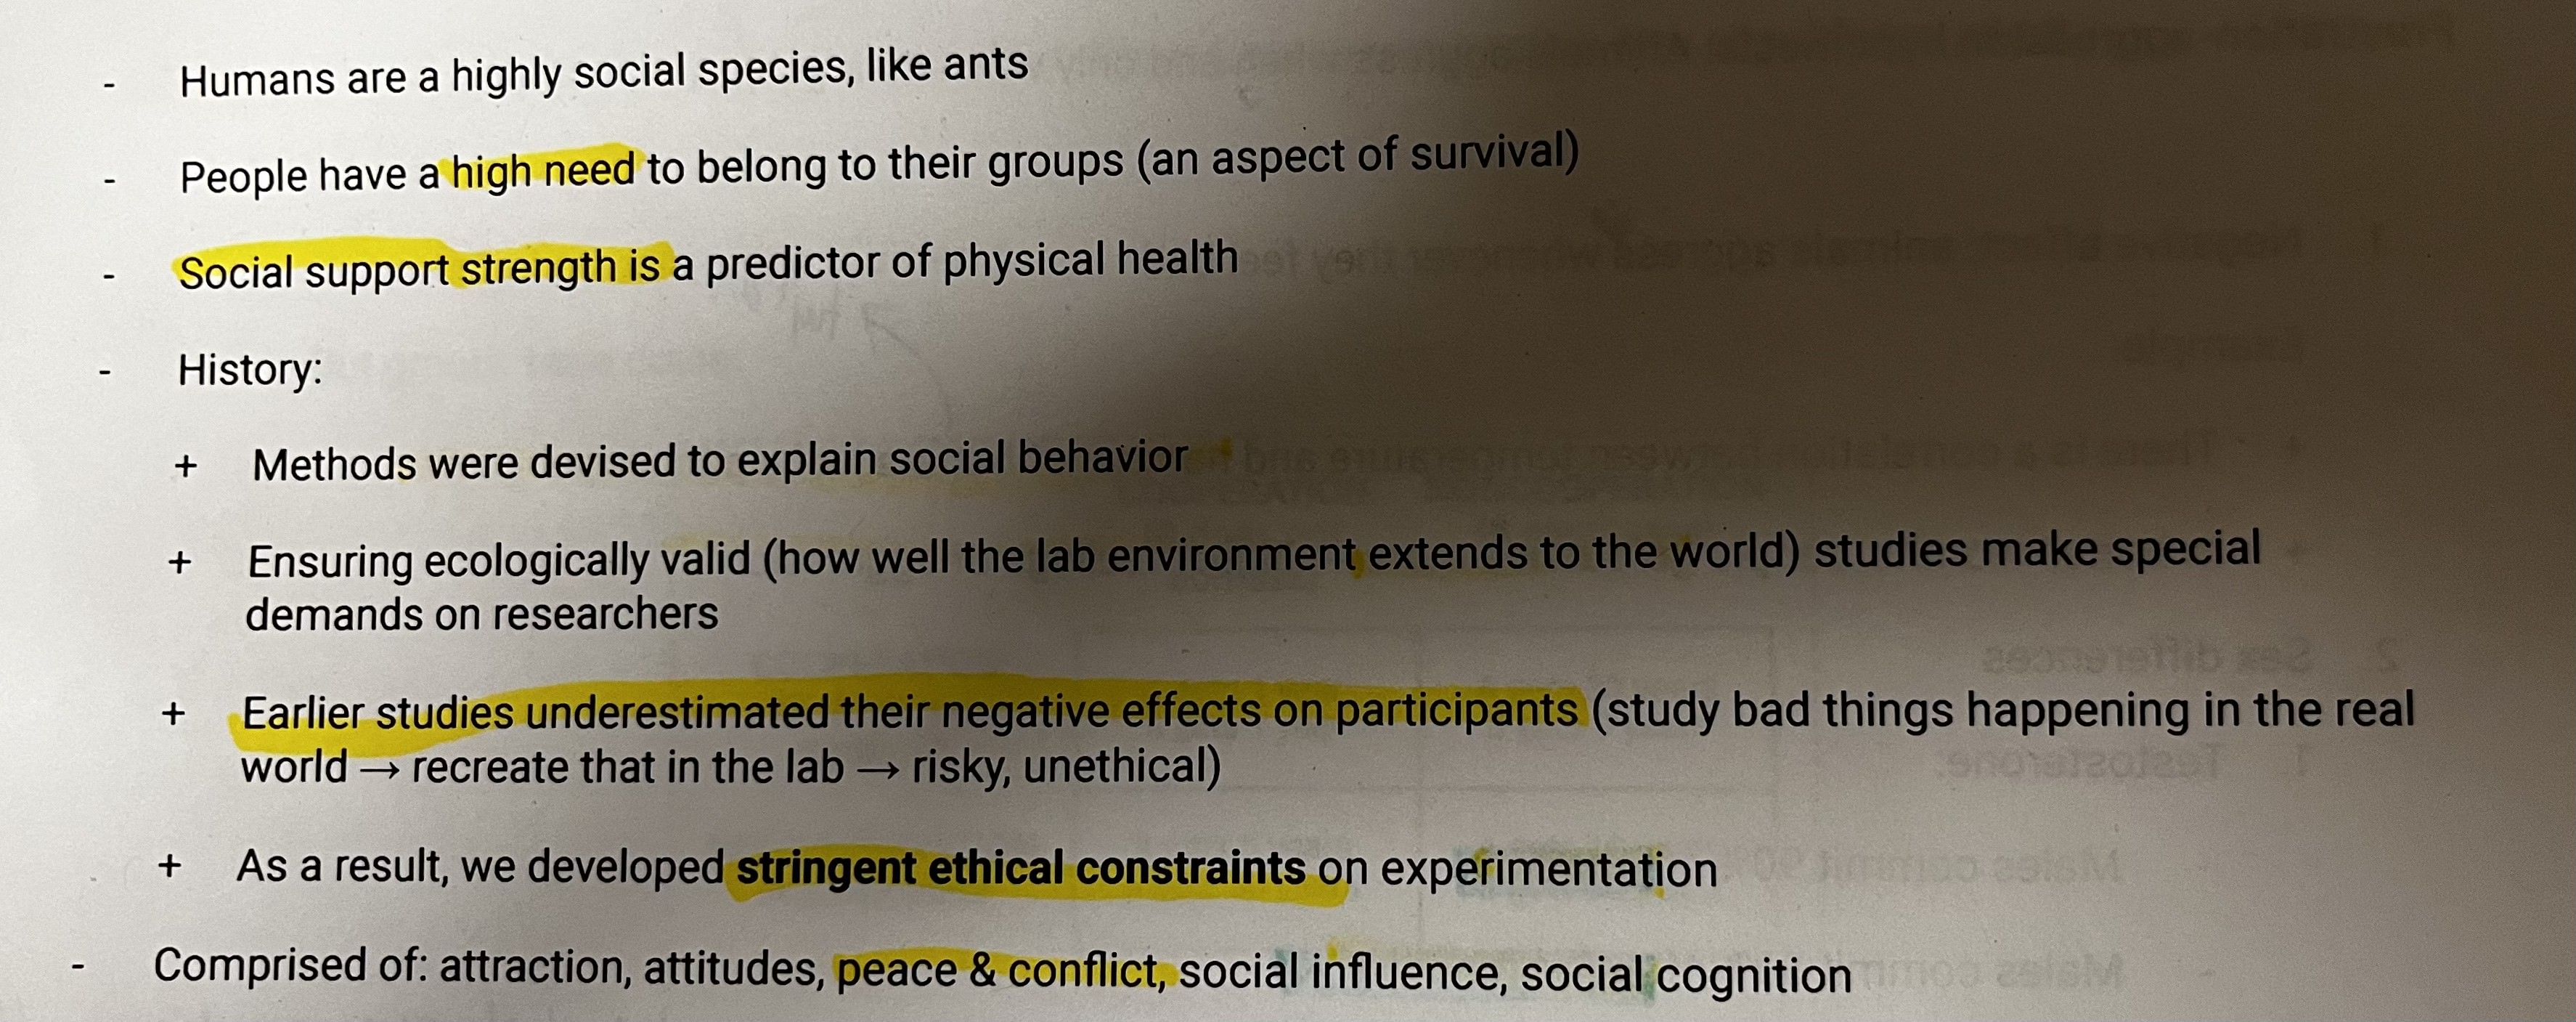 - Humans are a highly social species, like ants
- People have a high need to belong to their groups (an aspect of survival)
- Social support strength is a predictor of physical health
- History:
+ Methods were devised to explain social behavior
+ Ensuring ecologically valid (how well the lab environment extends to the world) studies make special
demands on researchers
+ Earlier studies underestimated their negative effects on participants (study bad things happening in the real
world → recreate that in the lab → risky, unethical)
+ As a result, we developed stringent ethical constraints on experimentation
- Comprised of: attraction, attitudes, peace & conflict, social influence, social cognition